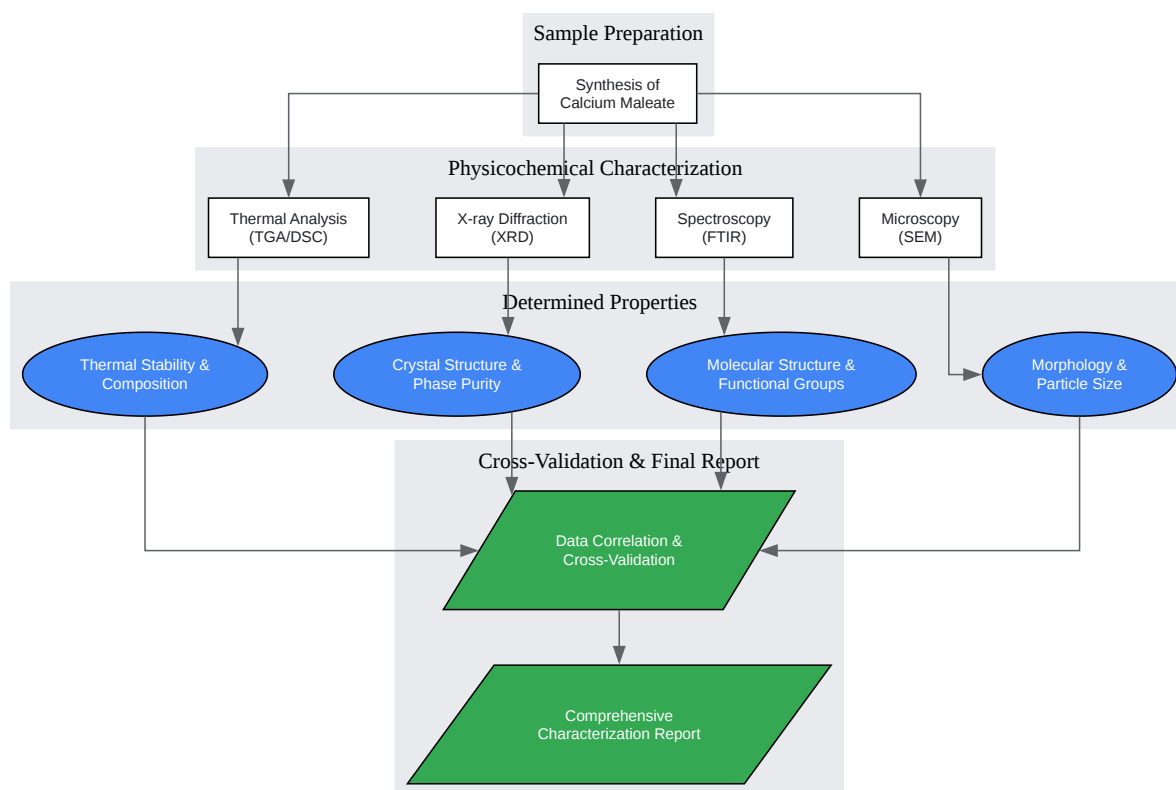 Sample Preparation
Synthesis of
Calcium Maleate
Physicochemical Characterization
Thermal Analysis
(TGA/DSC)
X-ray Diffraction
(XRD)
Spectroscopy
(FTIR)
Microscopy
(SEM)
Determined Properties
Thermal Stability &
Composition
Crystal Structure &
Phase Purity
Molecular Structure &
Functional Groups
Morphology &
Particle Size
Cross-Validation & Final Report
Data Correlation &
Cross-Validation
Comprehensive
Characterization Report